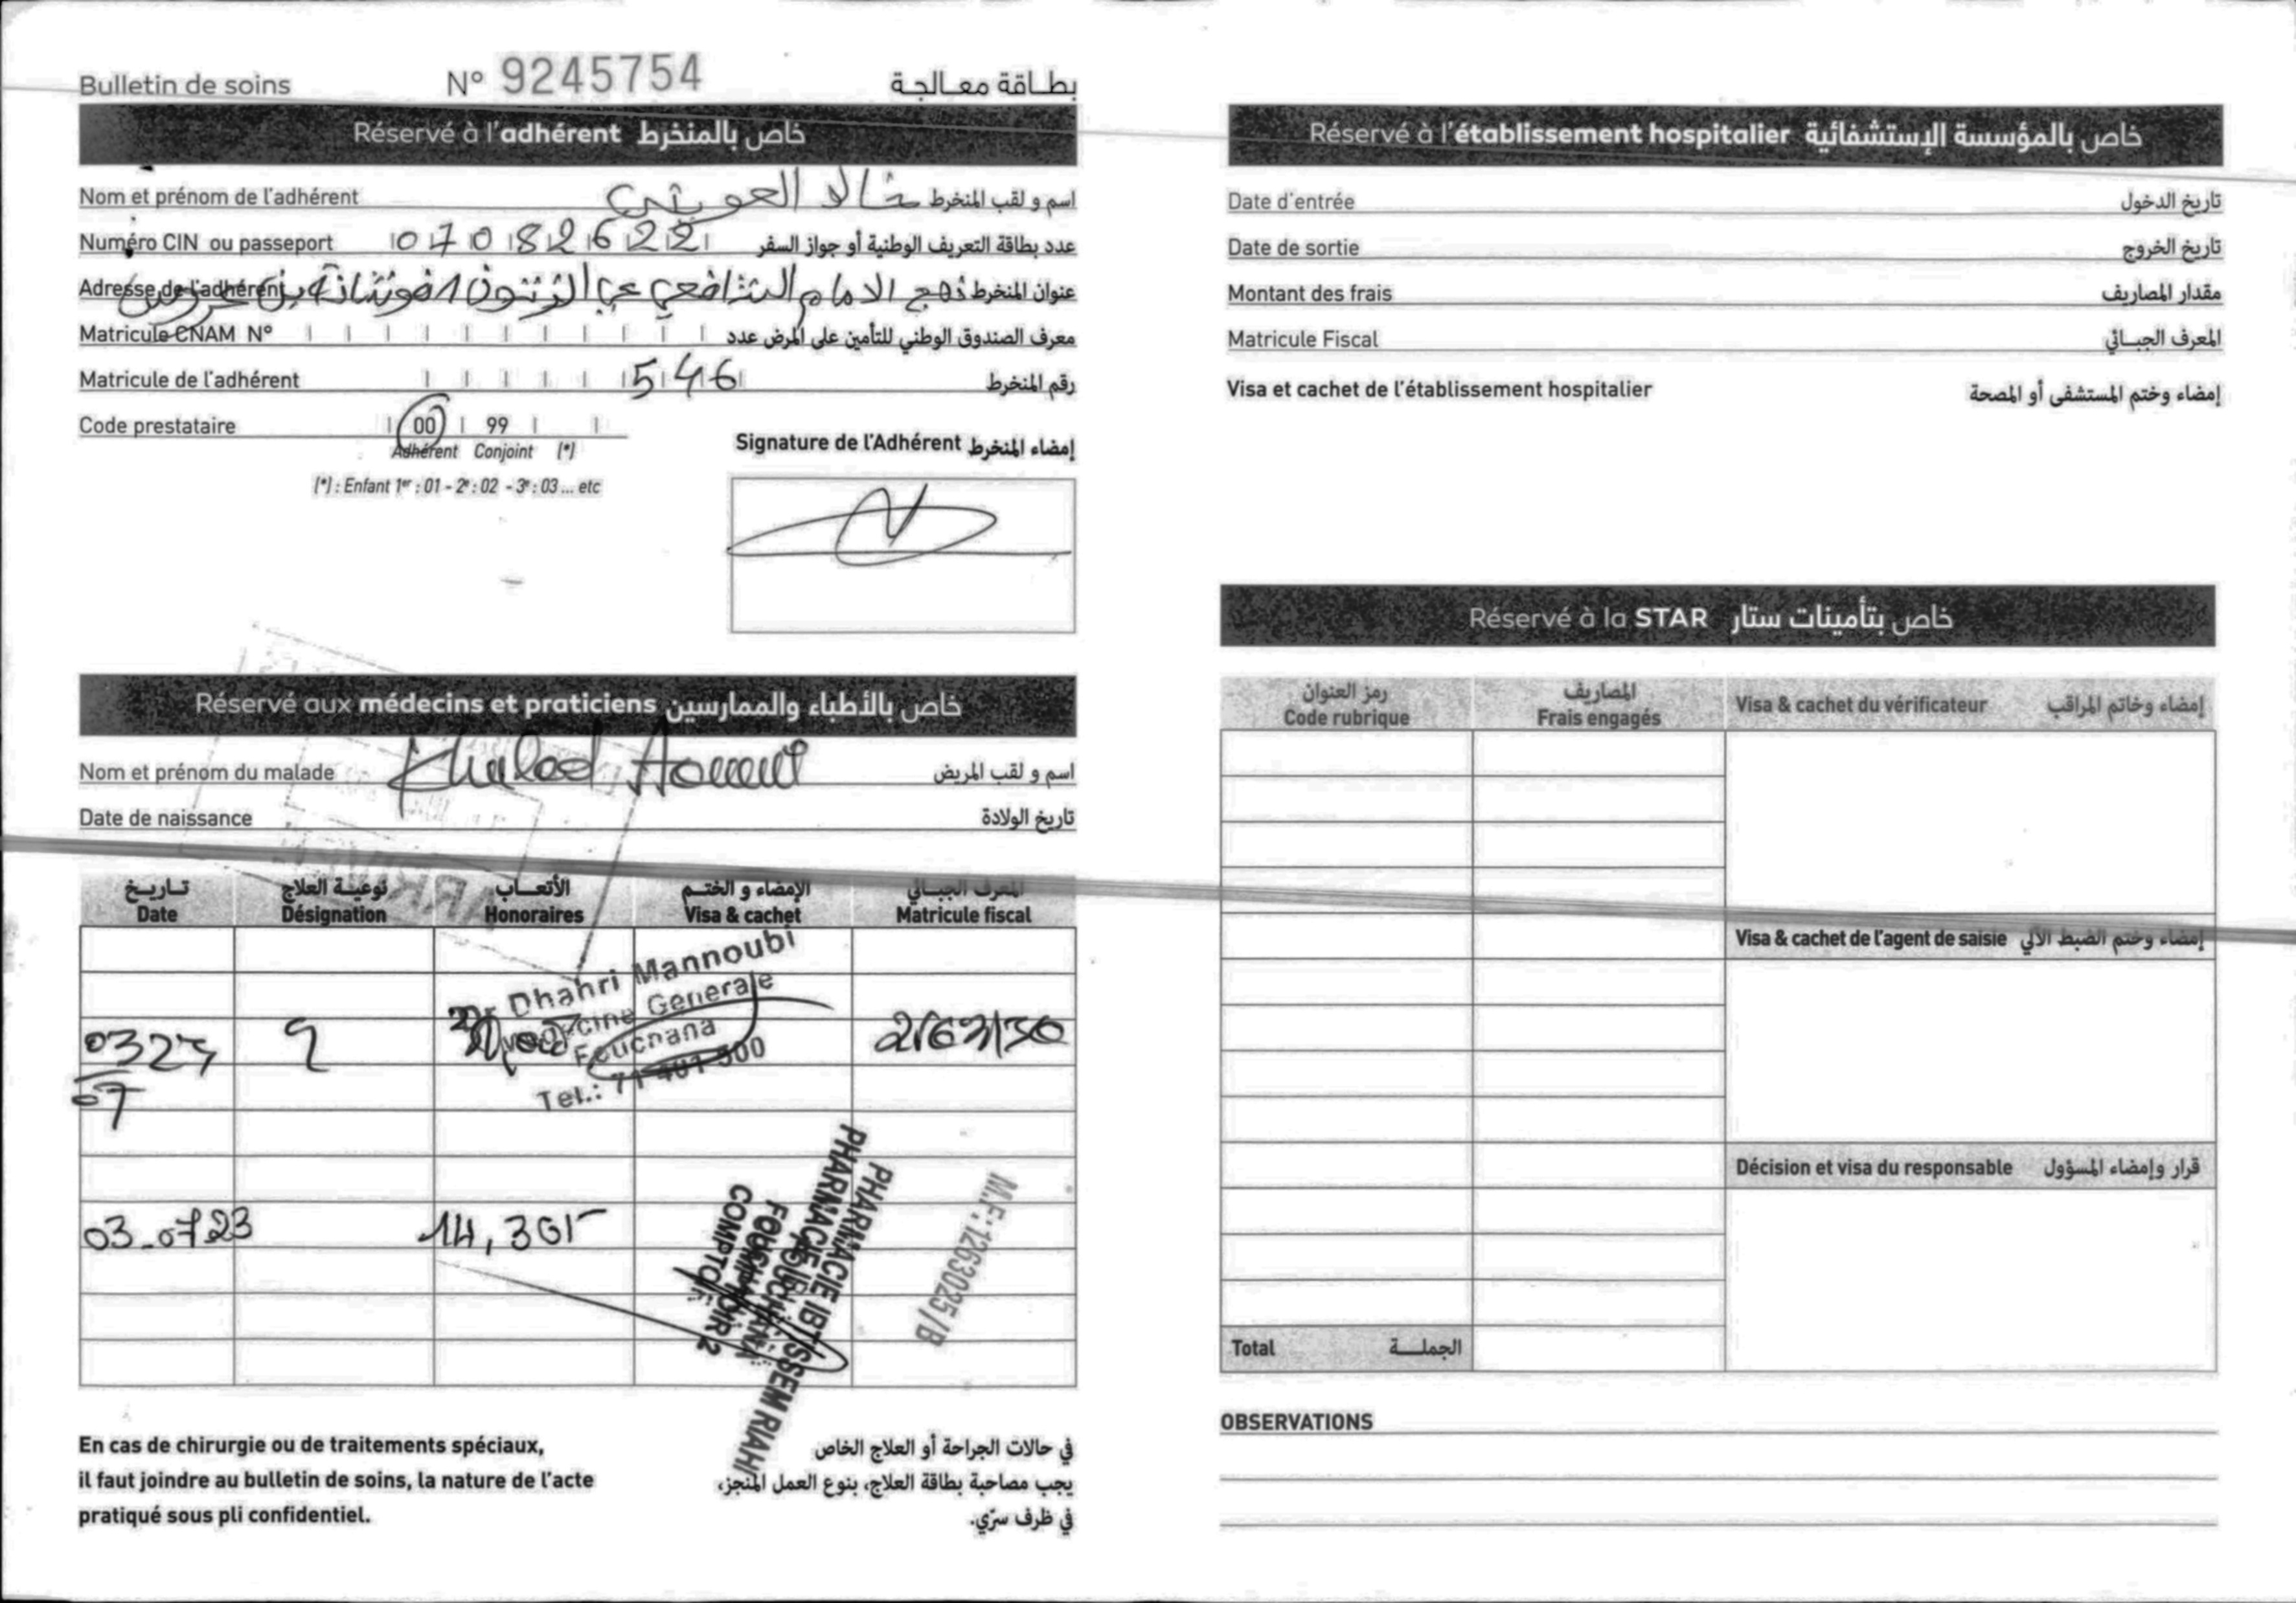 Bulletin de soins N° 9245754 بطاقة معالجة
Réservé à l'adhérent خاص بالمنخرط
Nom et prénom de l'adhérent خالد العويني اسم و لقب المنخرط
Numéro CIN ou passeport 07082622 عدد بطاقة التعريف الوطنية أو جواز السفر
Adresse de l'adhérent نهج الامام الشافعي حي الزيتون 1 فوشانة بن عروس عنوان المنخرط
Matricule CNAM N° معرف الصندوق الوطني للتأمين على المرض عدد
Matricule de l'adhérent 546 رقم المنخرط
Code prestataire 00 99
Adhérent Conjoint (*)
(*) : Enfant 1er : 01 - 2e : 02 - 3e : 03 ... etc
Signature de l'Adhérent إمضاء المنخرط
Réservé aux médecins et praticiens خاص بالأطباء والممارسين
Nom et prénom du malade Khaled اسم و لقب المريض
Date de naissance تاريخ الولادة
تاريخ نوعية العلاج الأتعاب الإمضاء و الختم المعرف الجبائي
Date Désignation Honoraires Visa & cachet Matricule fiscal
Dr Dhahri Mannoubi
Medecine Generale
Fouchana
Tel.: 71 401 500
03.07.23 14,365
PHARMACIE IBTISSEM RIAHI
FOUCHANA
COMPTOIR 2
M.F: 1263025/B
En cas de chirurgie ou de traitements spéciaux,
il faut joindre au bulletin de soins, la nature de l'acte
pratiqué sous pli confidentiel.
في حالات الجراحة أو العلاج الخاص
يجب مصاحبة بطاقة العلاج، بنوع العمل المنجز،
في ظرف سرّي.
Réservé à l'établissement hospitalier خاص بالمؤسسة الإستشفائية
Date d'entrée تاريخ الدخول
Date de sortie تاريخ الخروج
Montant des frais مقدار المصاريف
Matricule Fiscal المعرف الجبائي
Visa et cachet de l'établissement hospitalier إمضاء وختم المستشفى أو المصحة
Réservé à la STAR خاص بتأمينات ستار
رمز العنوان المصاريف
Code rubrique Frais engagés
Visa & cachet du vérificateur إمضاء وخاتم المراقب
Visa & cachet de l'agent de saisie إمضاء وختم الضبط الآلي
Décision et visa du responsable قرار وإمضاء المسؤول
Total الجملة
OBSERVATIONS